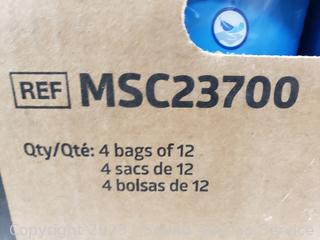 REF MSC23700
Qty/Qté: 4 bags of 12
4 sacs de 12
4 bolsas de 12